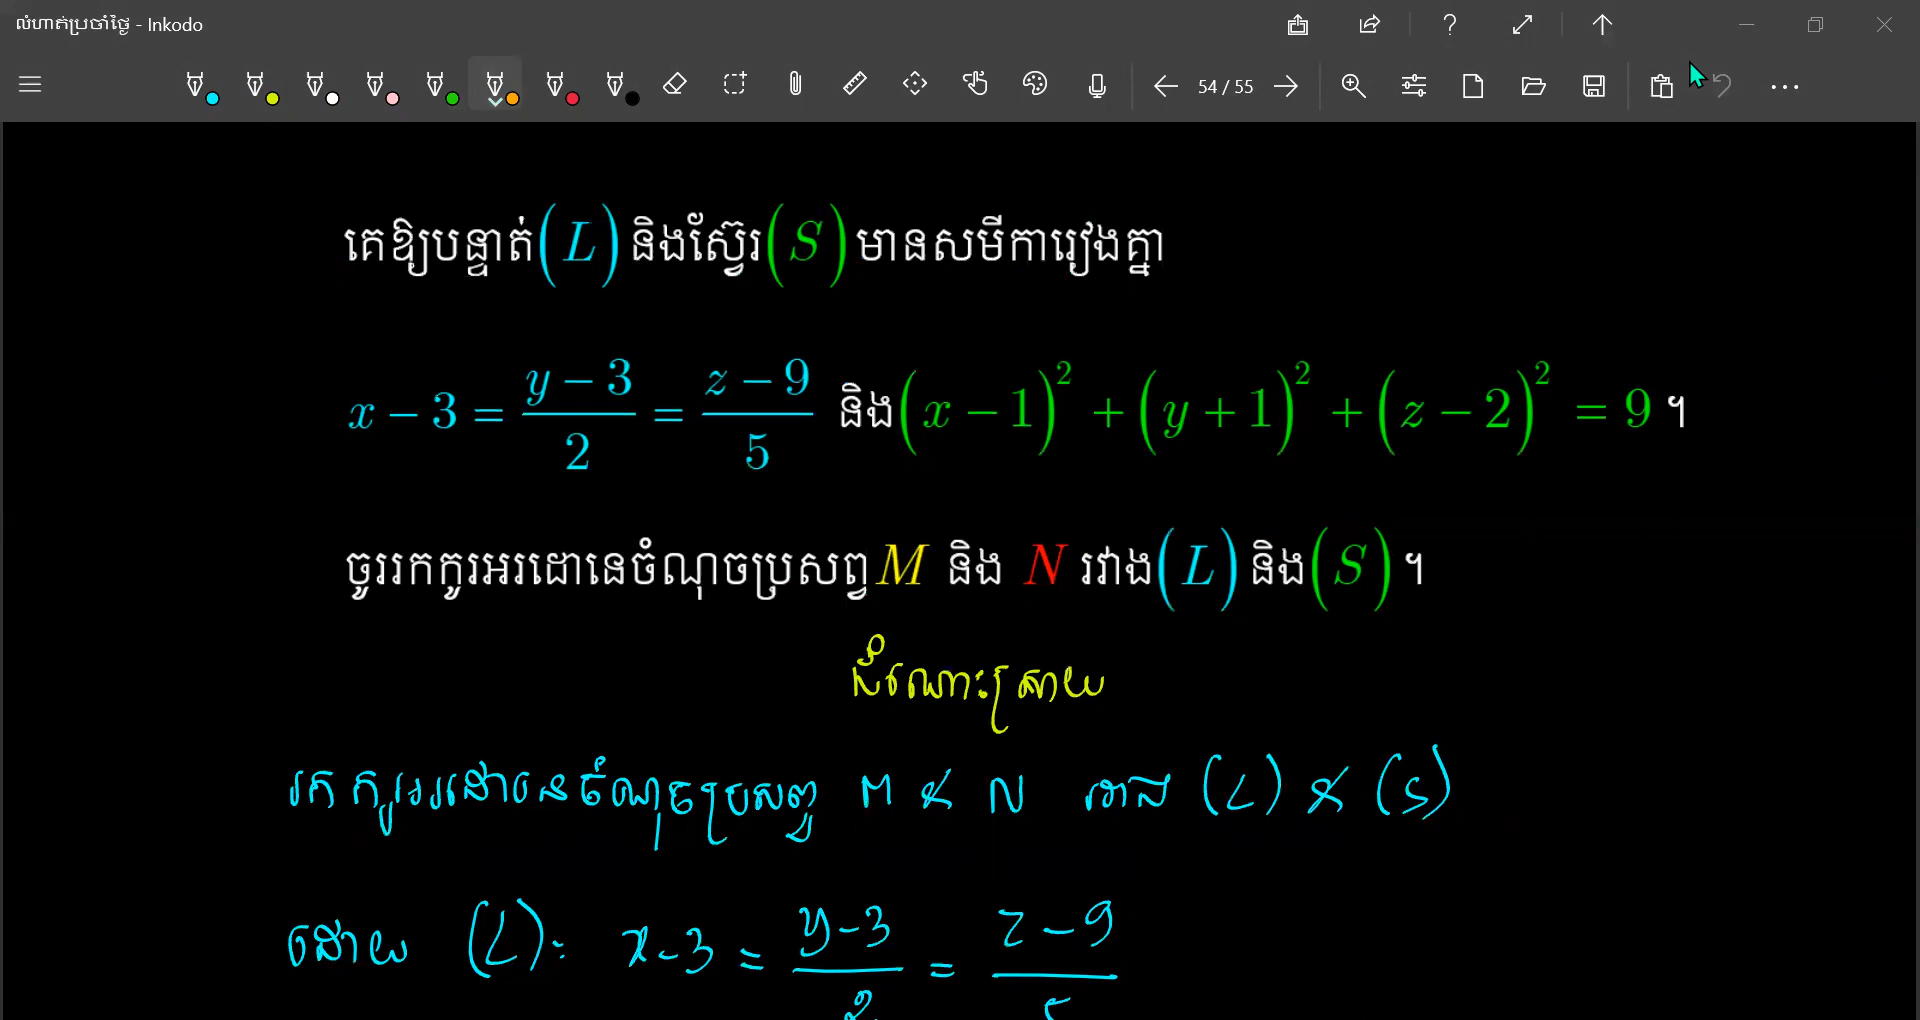 លំហាត់ប្រចាំថ្ងៃ - Inkodo
54 / 55
គេឱ្យបន្ទាត់(L) និងស្វ៊ែរ(S) មានសមីការរៀងគ្នា
x − 3 = (y − 3)/2 = (z − 9)/5 និង (x − 1)² + (y + 1)² + (z − 2)² = 9 ។
ចូររកកូអរដោនេចំណុចប្រសព្វ M និង N រវាង(L) និង(S) ។
ដំណោះស្រាយ
រកកូអរដោនេចំណុចប្រសព្វ M & N រវាង (L) & (S)
ដោយ (L): x-3 = (y-3)/2 = (z-9)/5